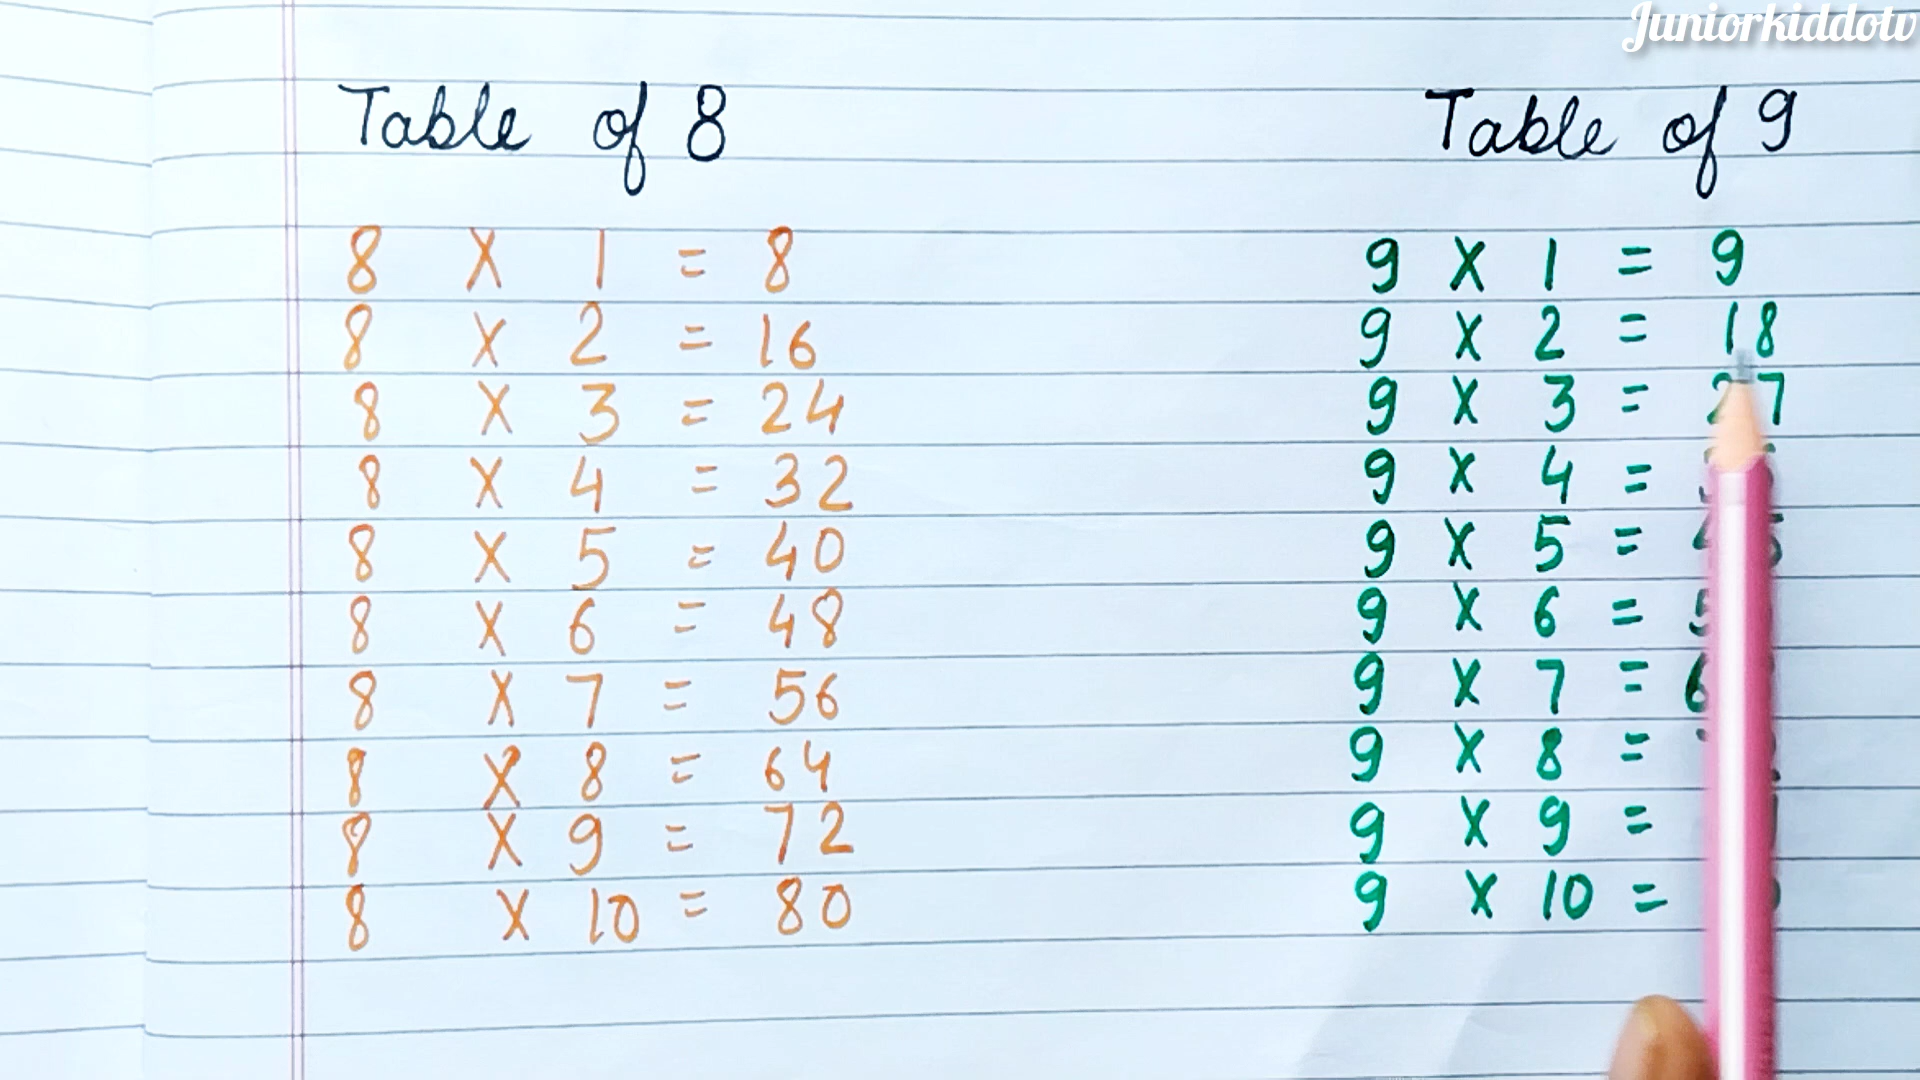 Juniorkiddotv
Table of 8
8 X 1 = 8
8 X 2 = 16
8 X 3 = 24
8 X 4 = 32
8 X 5 = 40
8 X 6 = 48
8 X 7 = 56
8 X 8 = 64
8 X 9 = 72
8 X 10 = 80
Table of 9
9 X 1 = 9
9 X 2 = 18
9 X 3 = 27
9 X 4 =
9 X 5 =
9 X 6 =
9 X 7 =
9 X 8 =
9 X 9 =
9 X 10 =